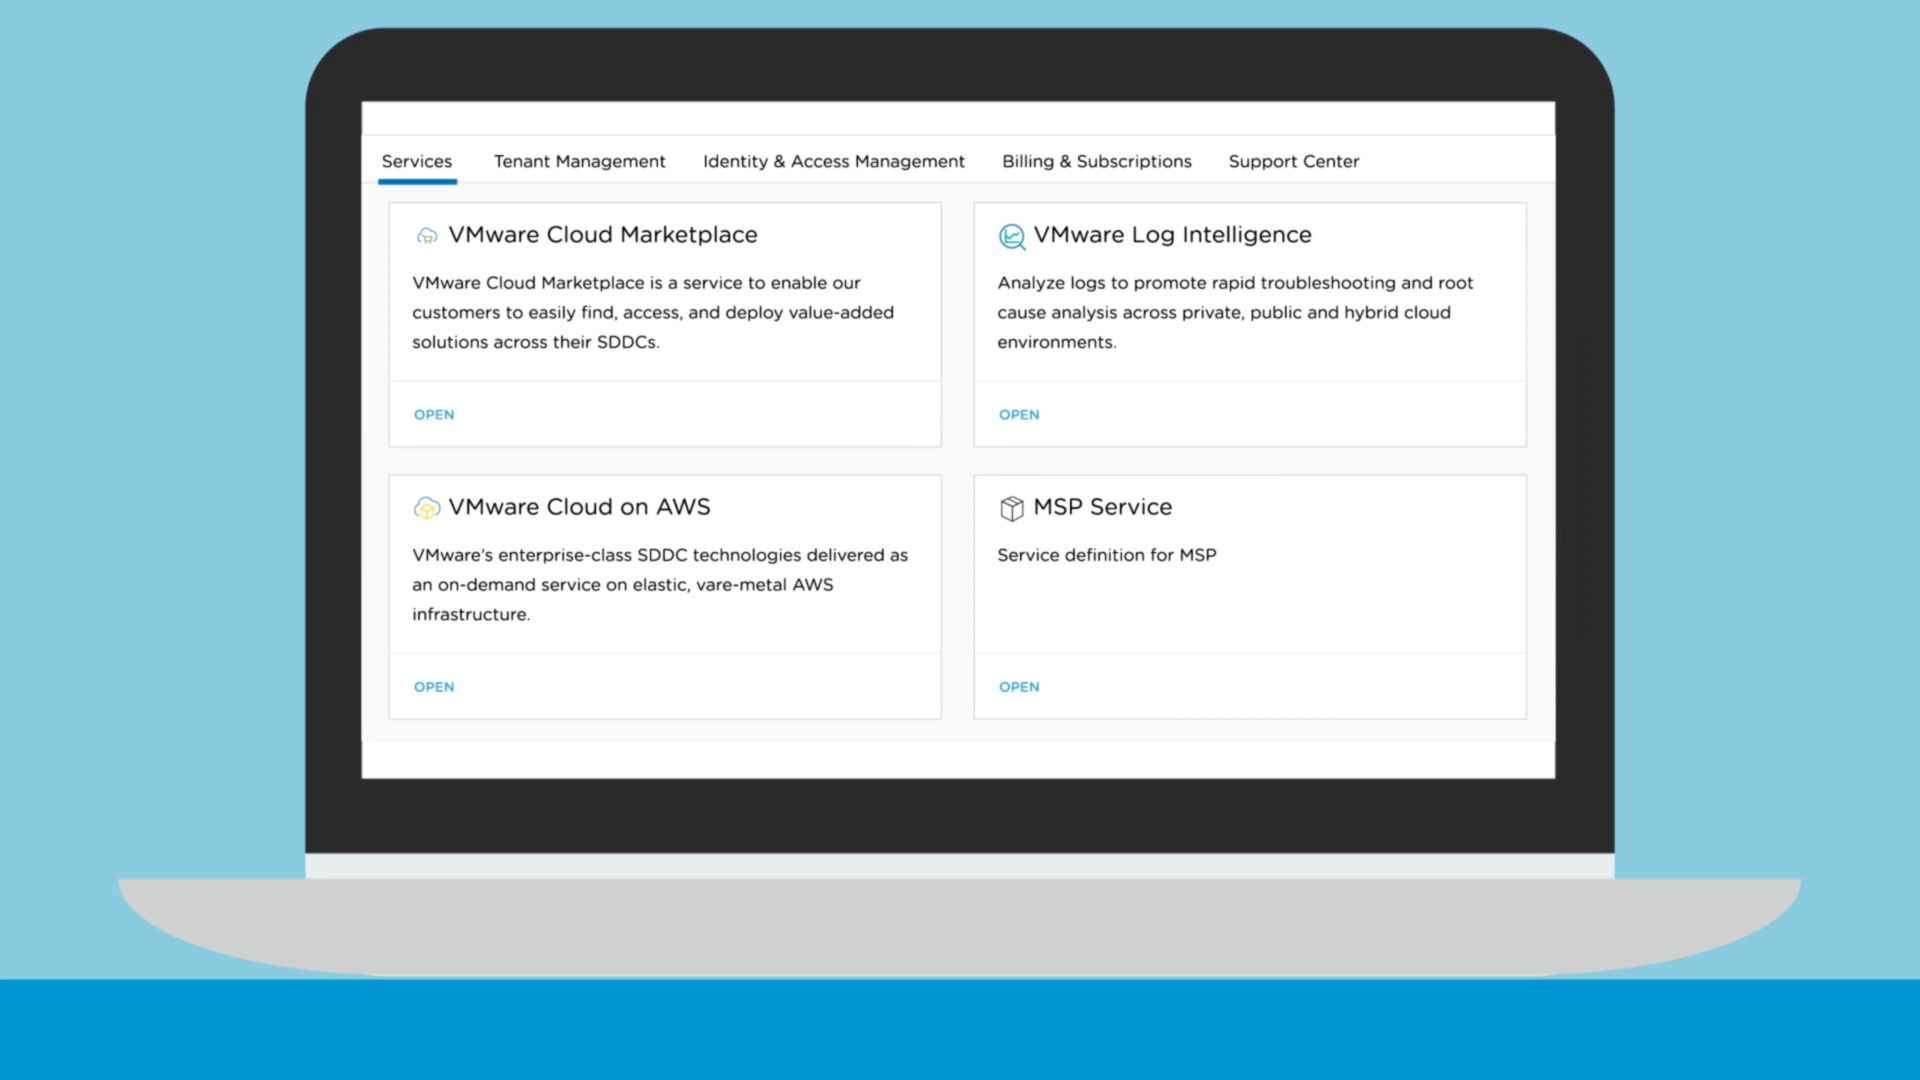 Services Tenant Management Identity & Access Management Billing & Subscriptions Support Center
VMware Cloud Marketplace
VMware Cloud Marketplace is a service to enable our
customers to easily find, access, and deploy value-added
solutions across their SDDCs.
OPEN
VMware Log Intelligence
Analyze logs to promote rapid troubleshooting and root
cause analysis across private, public and hybrid cloud
environments.
OPEN
VMware Cloud on AWS
VMware's enterprise-class SDDC technologies delivered as
an on-demand service on elastic, vare-metal AWS
infrastructure.
OPEN
MSP Service
Service definition for MSP
OPEN